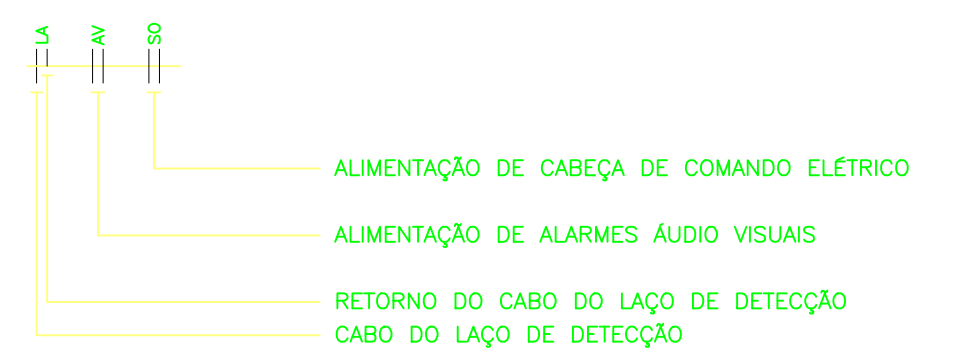 LA
AV
SO
ALIMENTAÇÃO DE CABEÇA DE COMANDO ELÉTRICO
ALIMENTAÇÃO DE ALARMES ÁUDIO VISUAIS
RETORNO DO CABO DO LAÇO DE DETECÇÃO
CABO DO LAÇO DE DETECÇÃO